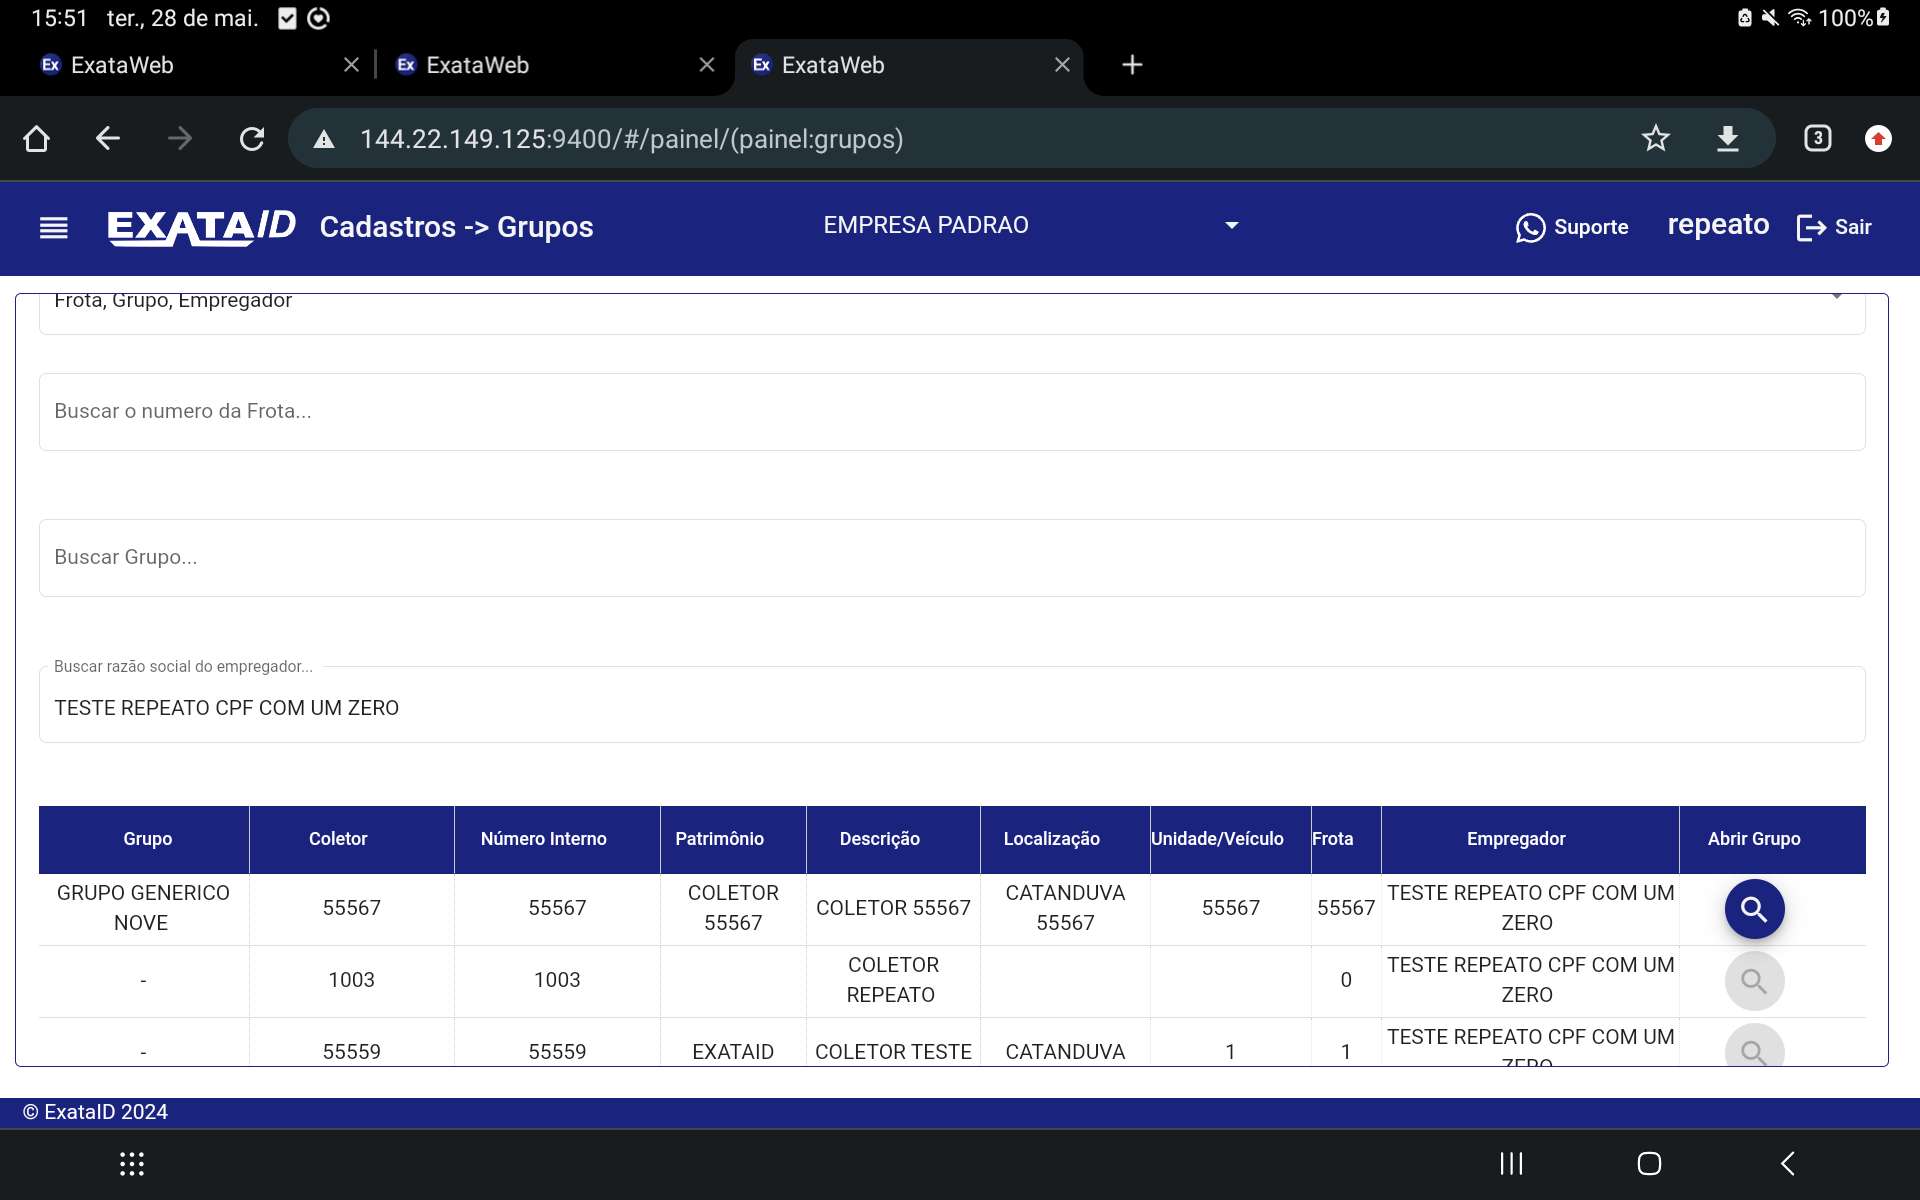 15:51 ter., 28 de mai. 100%
Ex ExataWeb Ex ExataWeb Ex ExataWeb
144.22.149.125:9400/#/painel/(painel:grupos) 3
EXATAID Cadastros -> Grupos EMPRESA PADRAO Suporte repeato Sair
Frota, Grupo, Empregador
Buscar o numero da Frota...
Buscar Grupo...
Buscar razão social do empregador...
TESTE REPEATO CPF COM UM ZERO
Grupo Coletor Número Interno Patrimônio Descrição Localização Unidade/Veículo Frota Empregador Abrir Grupo
GRUPO GENERICO NOVE 55567 55567 COLETOR 55567 COLETOR 55567 CATANDUVA 55567 55567 55567 TESTE REPEATO CPF COM UM ZERO
- 1003 1003 COLETOR REPEATO 0 TESTE REPEATO CPF COM UM ZERO
- 55559 55559 EXATAID COLETOR TESTE CATANDUVA 1 1 TESTE REPEATO CPF COM UM ZERO
© ExataID 2024